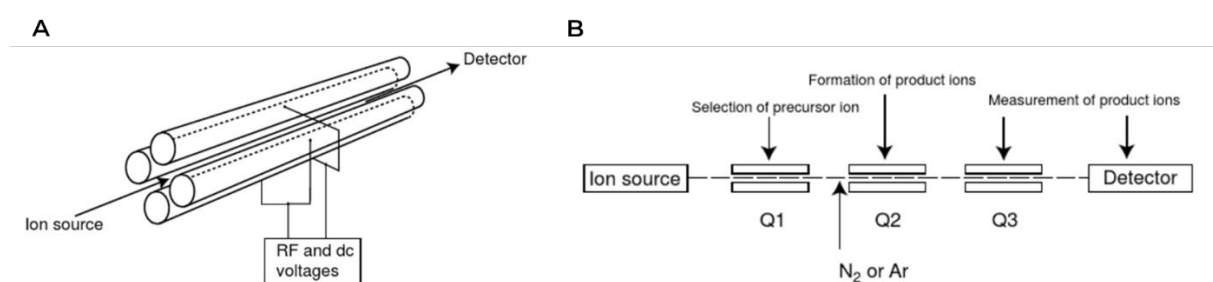 A
Detector
Ion source
RF and dc
voltages
B
Formation of product ions
Selection of precursor ion
Measurement of product ions
Ion source
Detector
Q1
Q2
Q3
N2 or Ar